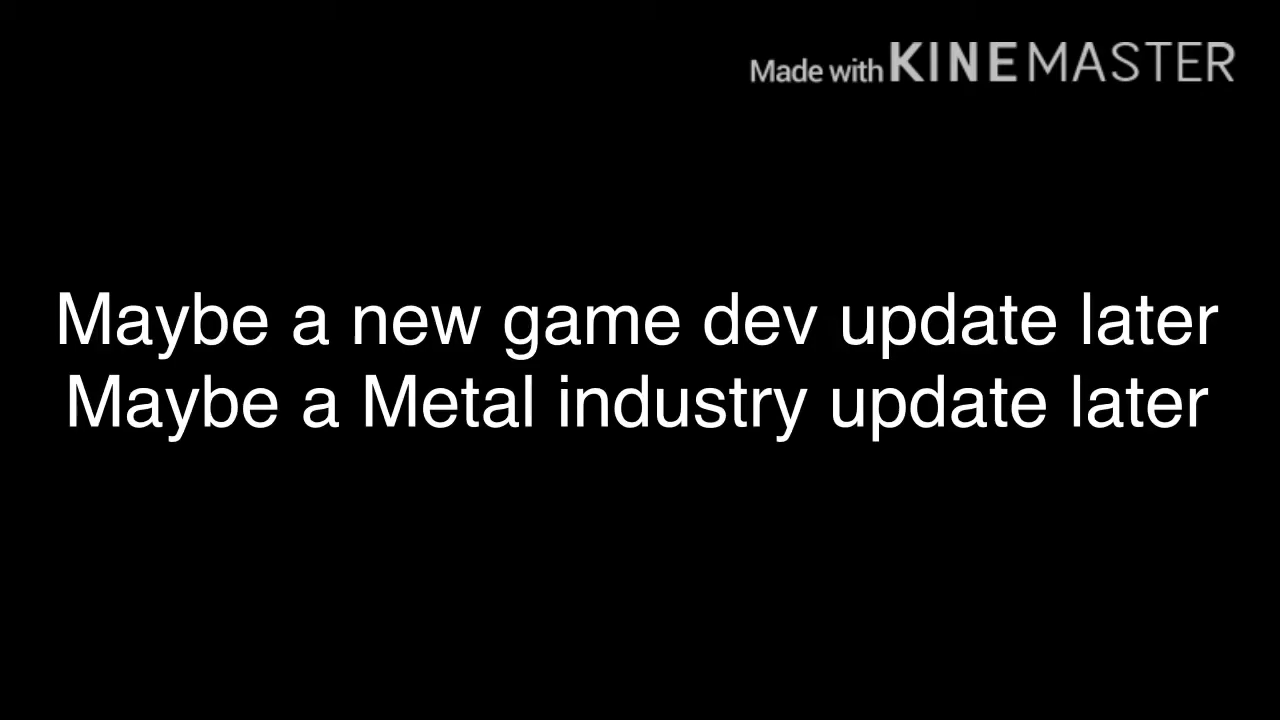 Made with KINEMASTER
Maybe a new game dev update later
Maybe a Metal industry update later